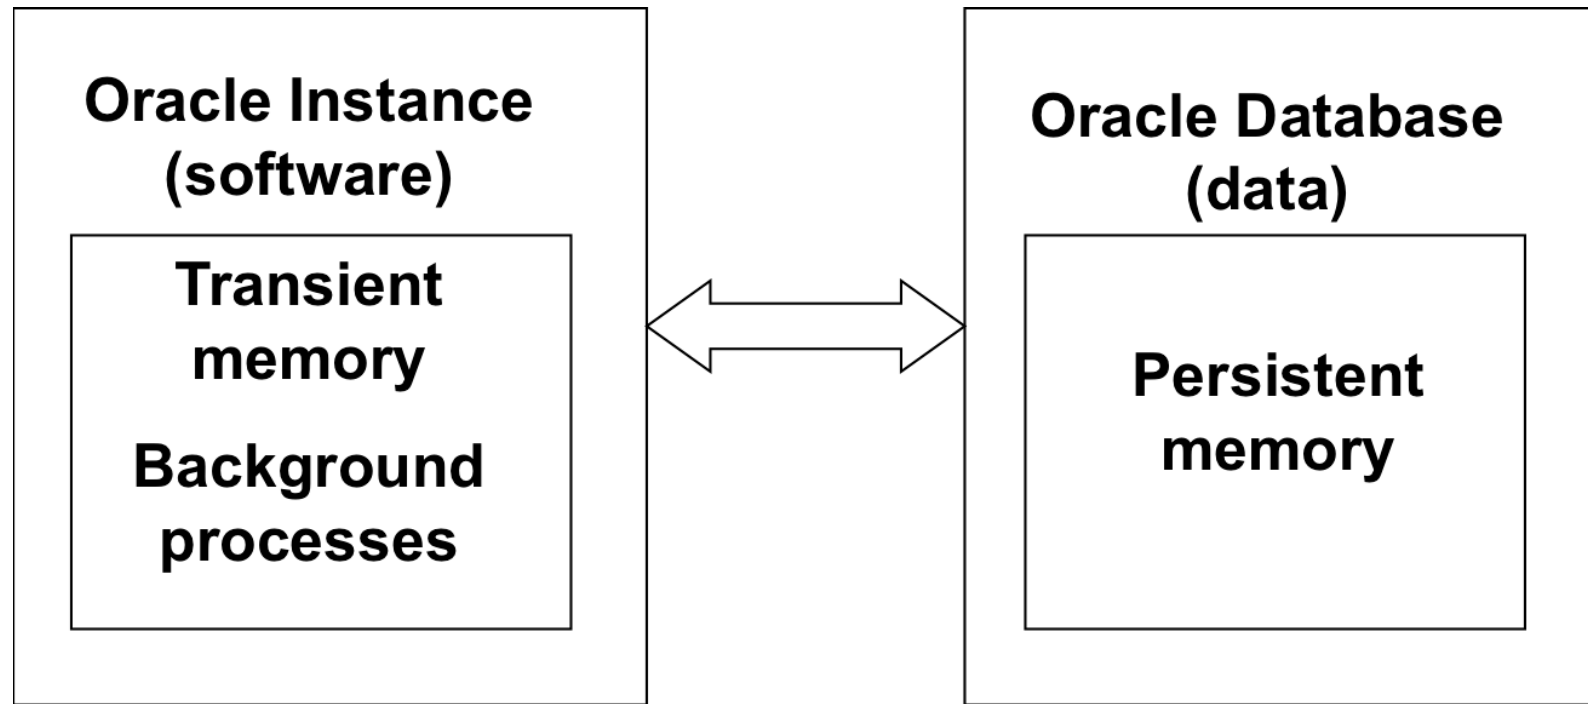 Oracle Instance
(software)
Transient
memory
Background
processes
Oracle Database
(data)
Persistent
memory